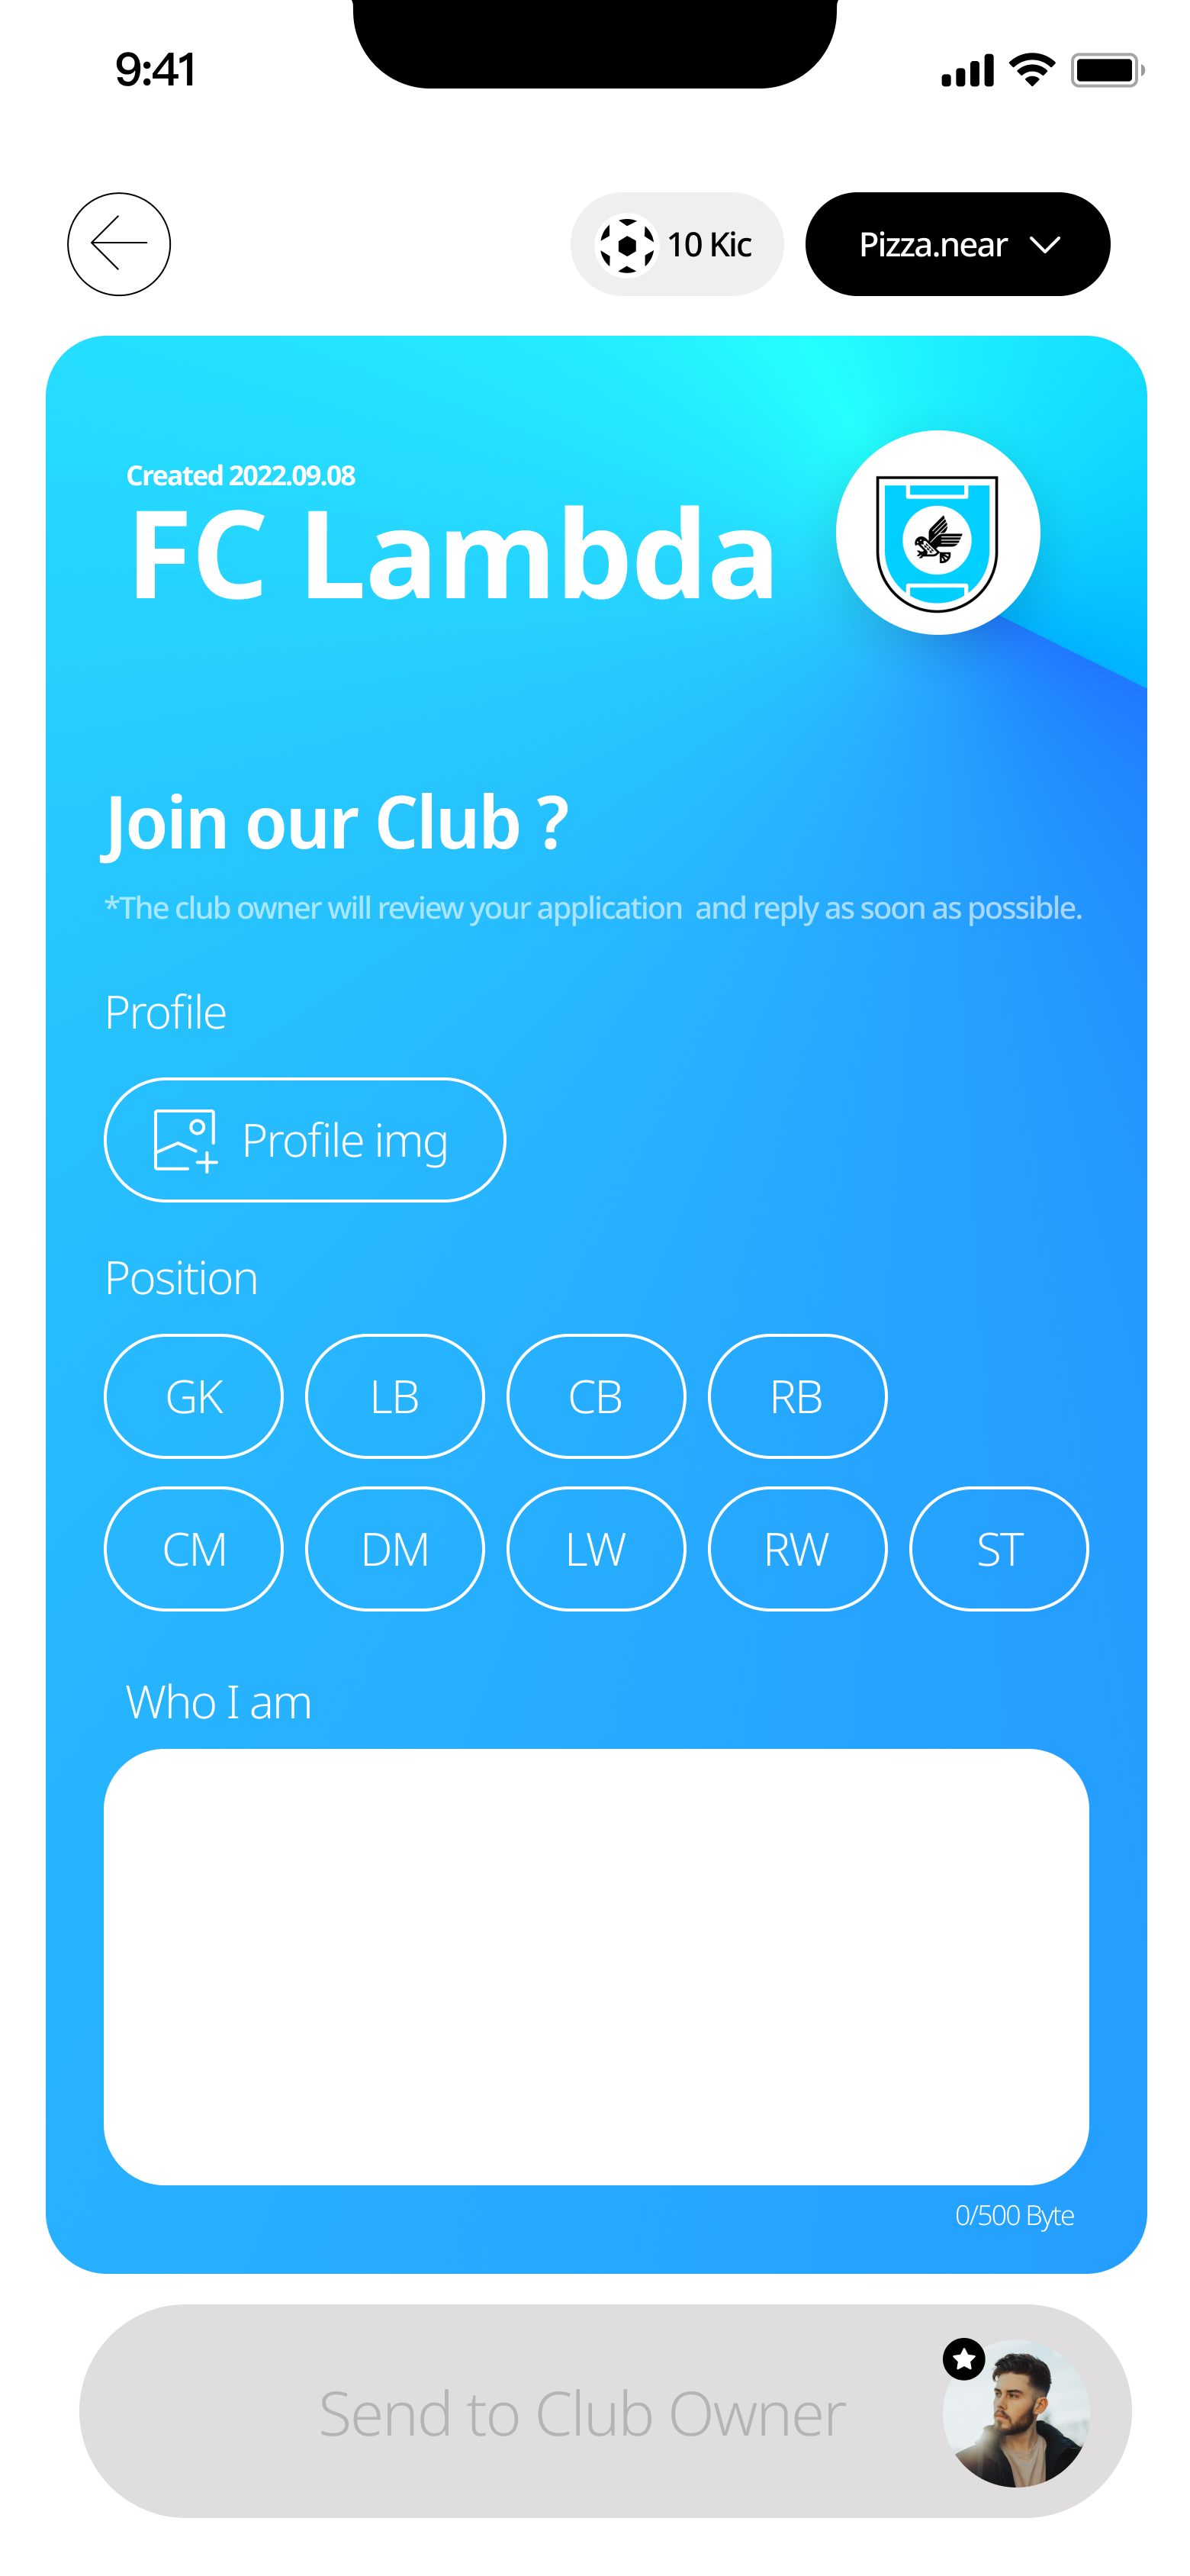 9:41
10 Kic
Pizza.near
Created 2022.09.08
FC Lambda
Join our Club ?
*The club owner will review your application  and reply as soon as possible.
Profile
Profile img
Position
GK LB CB RB
CM DM LW RW ST
Who I am
0/500 Byte
Send to Club Owner